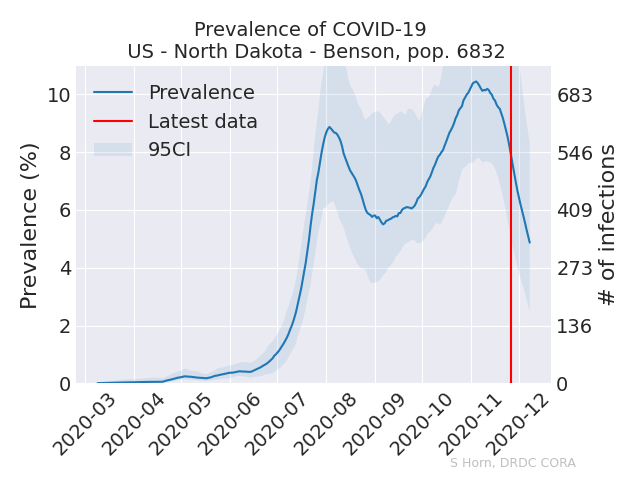 Prevalence of COVID-19
US - North Dakota - Benson, pop. 6832
Prevalence
Latest data
95CI
Prevalence (%)
10
8
6
4
2
0
683
546
409
273
136
0
# of infections
2020-03
2020-04
2020-05
2020-06
2020-07
2020-08
2020-09
2020-10
2020-11
2020-12
S Horn, DRDC CORA